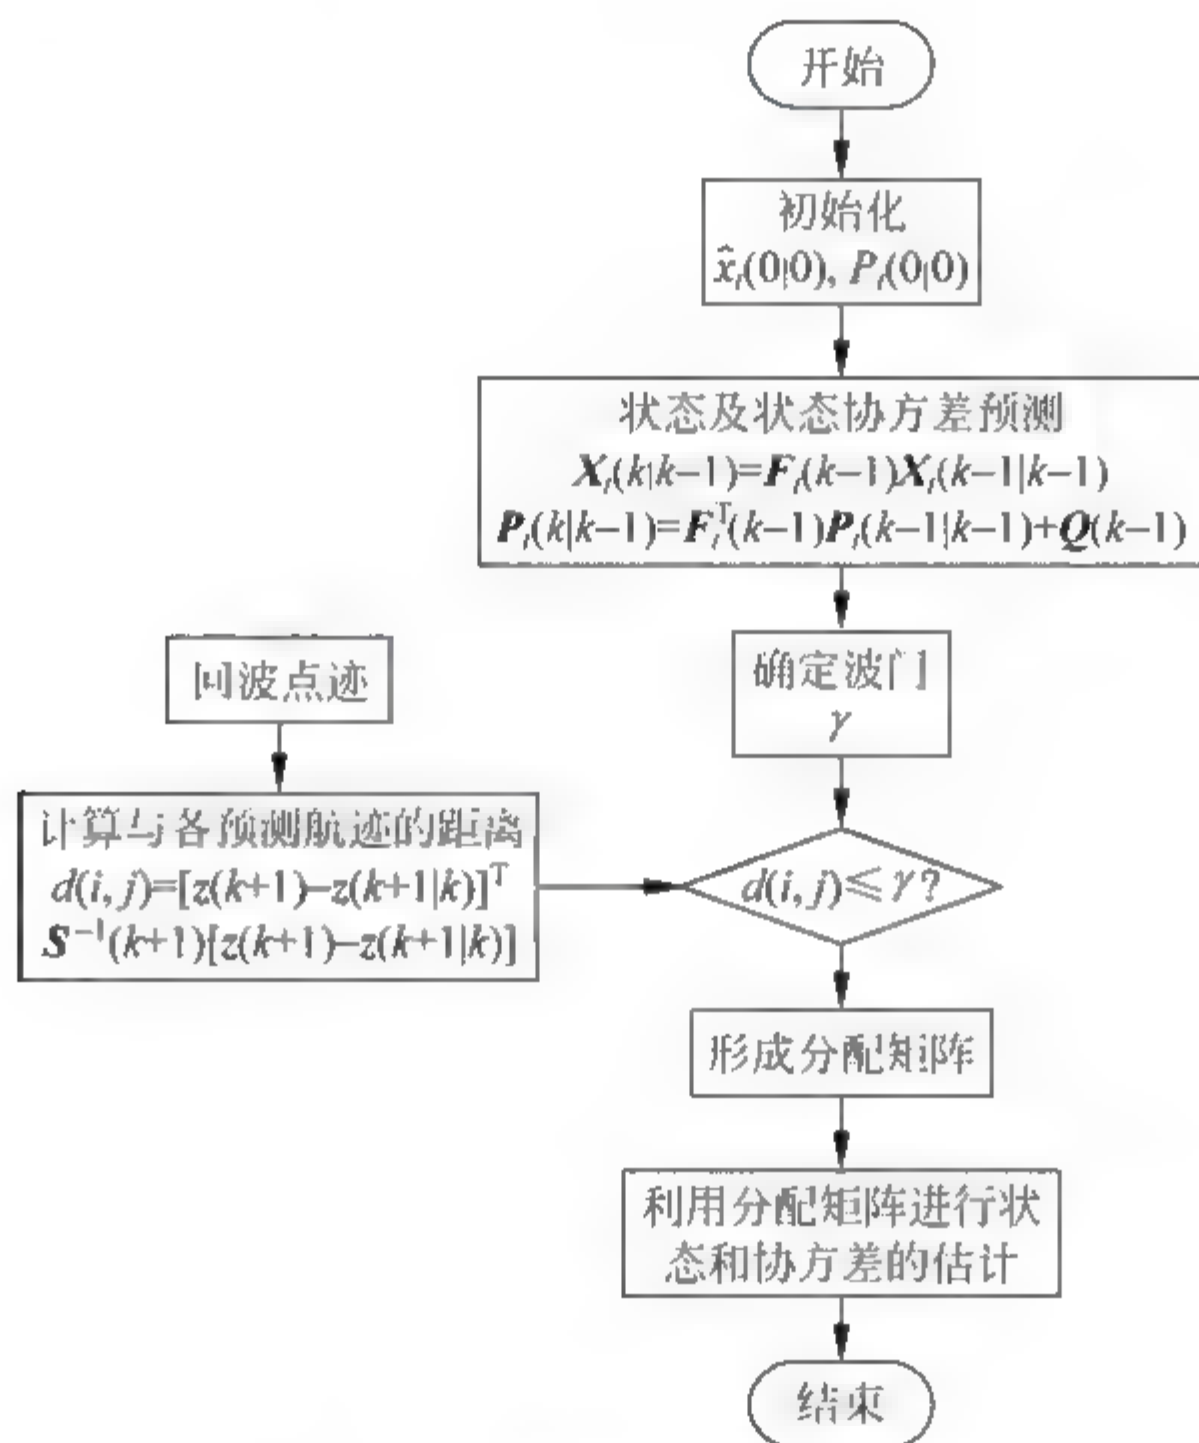 开始
初始化
x̂ᵢ(0|0), Pᵢ(0|0)
状态及状态协方差预测
Xᵢ(k|k−1)=Fᵢ(k−1)Xᵢ(k−1|k−1)
Pᵢ(k|k−1)=Fᵢᵀ(k−1)Pᵢ(k−1|k−1)+Q(k−1)
确定波门
γ
回波点迹
计算与各预测航迹的距离
d(i, j)=[z(k+1)−z(k+1|k)]ᵀ
S⁻¹(k+1)[z(k+1)−z(k+1|k)]
d(i, j)≤γ?
形成分配矩阵
利用分配矩阵进行状
态和协方差的估计
结束